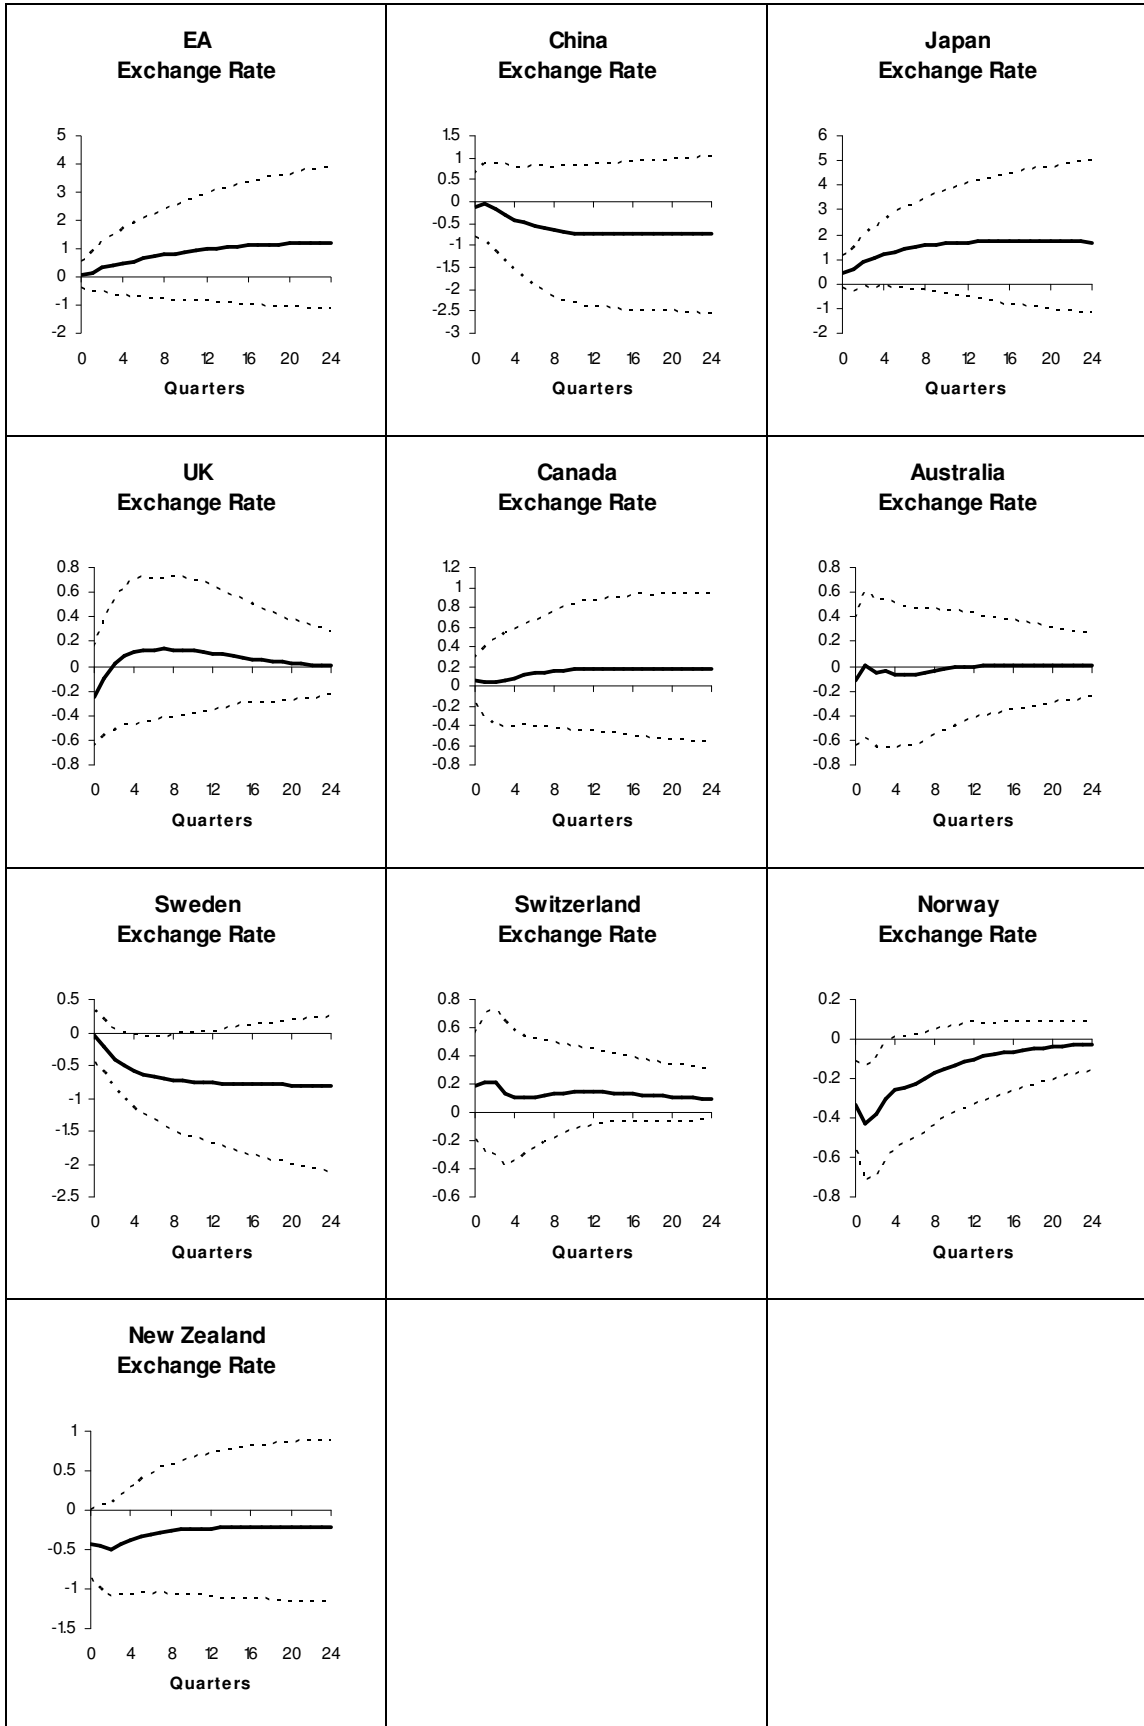 EA
Exchange Rate
5
4
3
2
1
0
-1
-2
0 4 8 12 16 20 24
Quarters
China
Exchange Rate
1.5
1
0.5
0
-0.5
-1
-1.5
-2
-2.5
-3
0 4 8 12 16 20 24
Quarters
Japan
Exchange Rate
6
5
4
3
2
1
0
-1
-2
0 4 8 12 16 20 24
Quarters
UK
Exchange Rate
0.8
0.6
0.4
0.2
0
-0.2
-0.4
-0.6
-0.8
0 4 8 12 16 20 24
Quarters
Canada
Exchange Rate
1.2
1
0.8
0.6
0.4
0.2
0
-0.2
-0.4
-0.6
-0.8
0 4 8 12 16 20 24
Quarters
Australia
Exchange Rate
0.8
0.6
0.4
0.2
0
-0.2
-0.4
-0.6
-0.8
0 4 8 12 16 20 24
Quarters
Sweden
Exchange Rate
0.5
0
-0.5
-1
-1.5
-2
-2.5
0 4 8 12 16 20 24
Quarters
Switzerland
Exchange Rate
0.8
0.6
0.4
0.2
0
-0.2
-0.4
-0.6
0 4 8 12 16 20 24
Quarters
Norway
Exchange Rate
0.2
0
-0.2
-0.4
-0.6
-0.8
0 4 8 12 16 20 24
Quarters
New Zealand
Exchange Rate
1
0.5
0
-0.5
-1
-1.5
0 4 8 12 16 20 24
Quarters